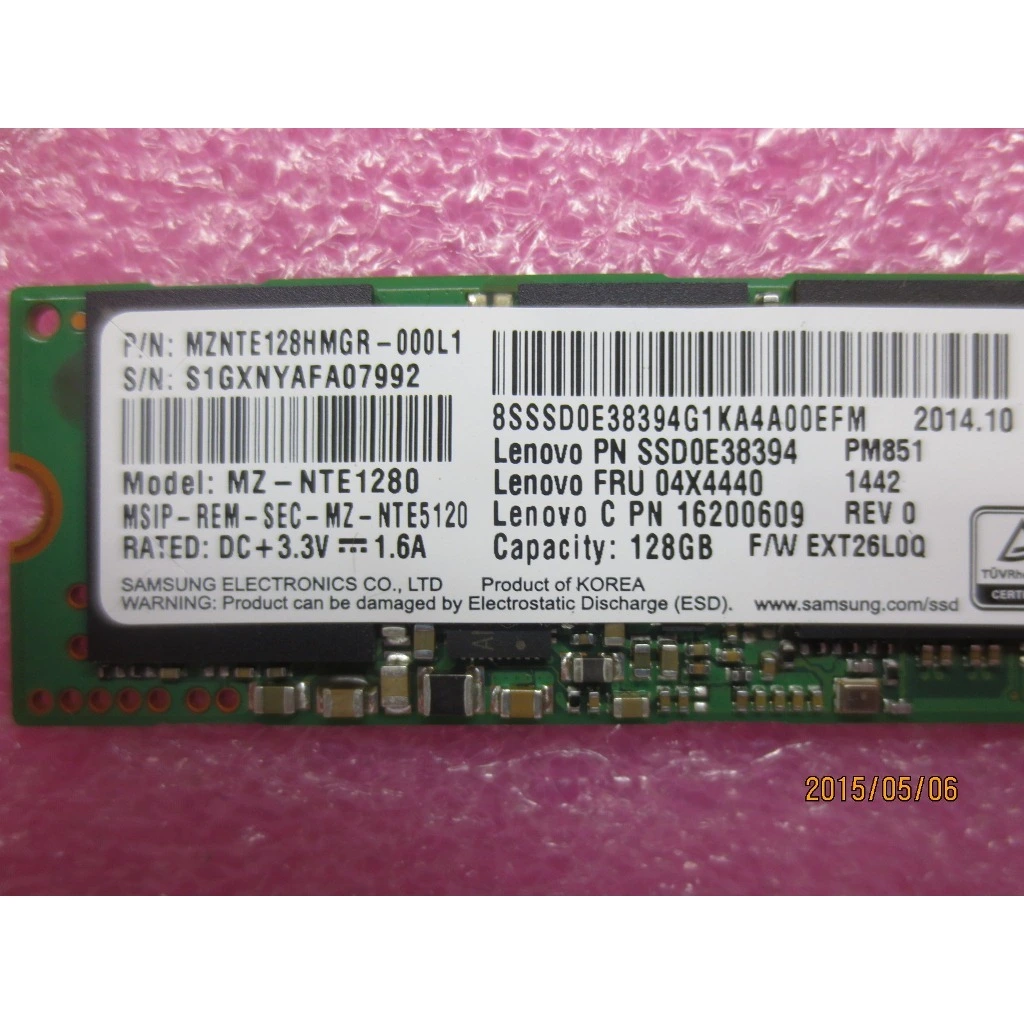 P/N: MZNTE128HMGR-000L1
S/N: S1GXNYAFA07992
Model: MZ-NTE1280
MSIP-REM-SEC-MZ-NTE5120
RATED: DC+3.3V ⎓ 1.6A
8SSSD0E38394G1KA4A00EFM 2014.10
Lenovo PN SSD0E38394 PM851
Lenovo FRU 04X4440 1442
Lenovo C PN 16200609 REV 0
Capacity: 128GB F/W EXT26L0Q
SAMSUNG ELECTRONICS CO., LTD Product of KOREA
WARNING: Product can be damaged by Electrostatic Discharge (ESD). www.samsung.com/ssd
2015/05/06